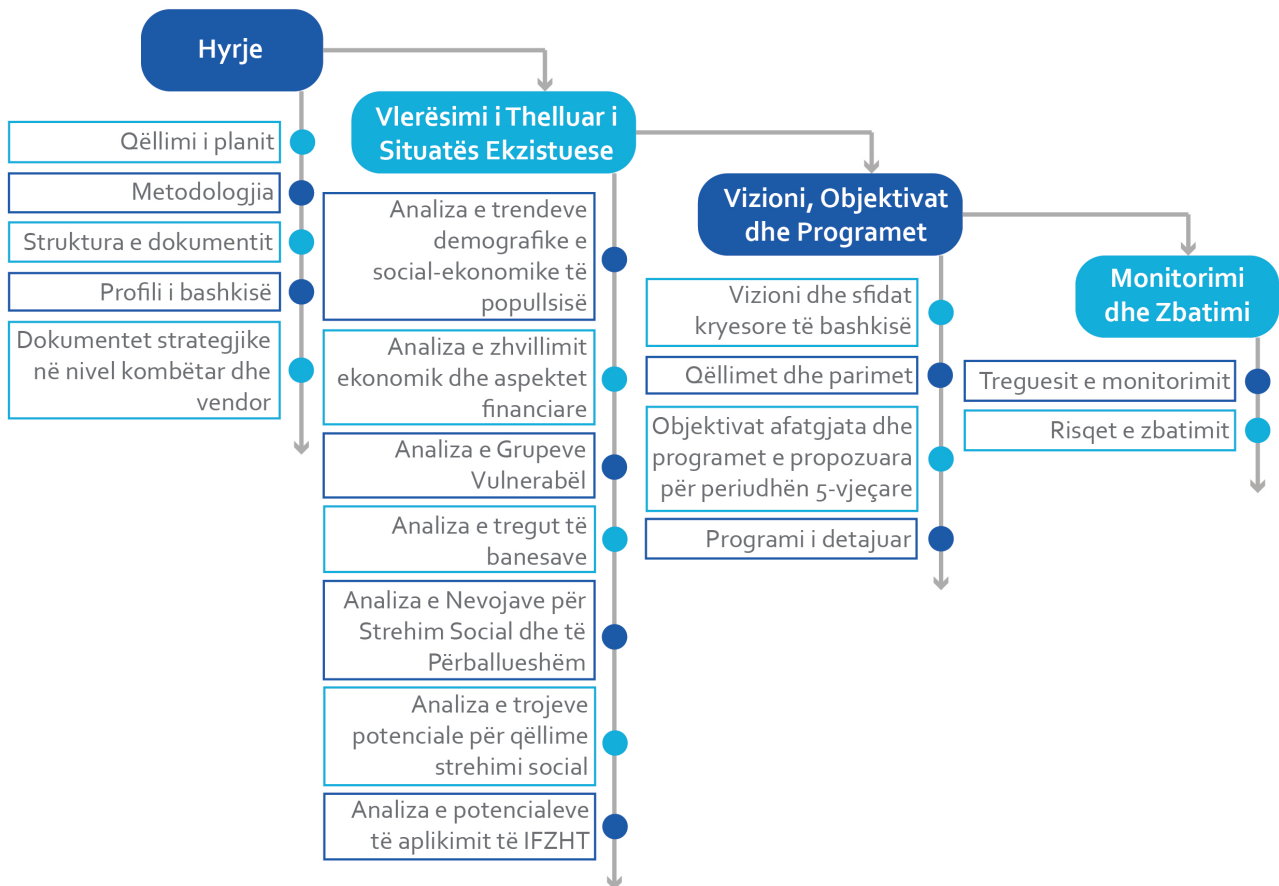 Hyrje
Qëllimi i planit
Metodologjia
Struktura e dokumentit
Profili i bashkisë
Dokumentet strategjike
në nivel kombëtar dhe
vendor
Vlerësimi i Thelluar i
Situatës Ekzistuese
Analiza e trendeve
demografike e
social-ekonomike të
popullsisë
Analiza e zhvillimit
ekonomik dhe aspektet
financiare
Analiza e Grupeve
Vulnerabël
Analiza e tregut të
banesave
Analiza e Nevojave për
Strehim Social dhe të
Përballueshëm
Analiza e trojeve
potenciale për qëllime
strehimi social
Analiza e potencialeve
të aplikimit të IFZHT
Vizioni, Objektivat
dhe Programet
Vizioni dhe sfidat
kryesore të bashkisë
Qëllimet dhe parimet
Objektivat afatgjata dhe
programet e propozuara
për periudhën 5-vjeçare
Programi i detajuar
Monitorimi
dhe Zbatimi
Treguesit e monitorimit
Risqet e zbatimit